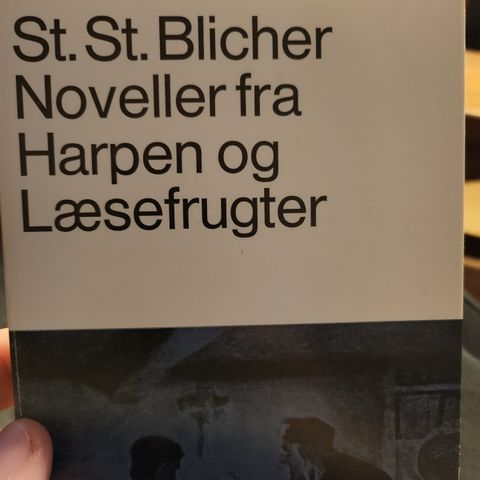 St. St. Blicher
Noveller fra
Harpen og
Læsefrugter